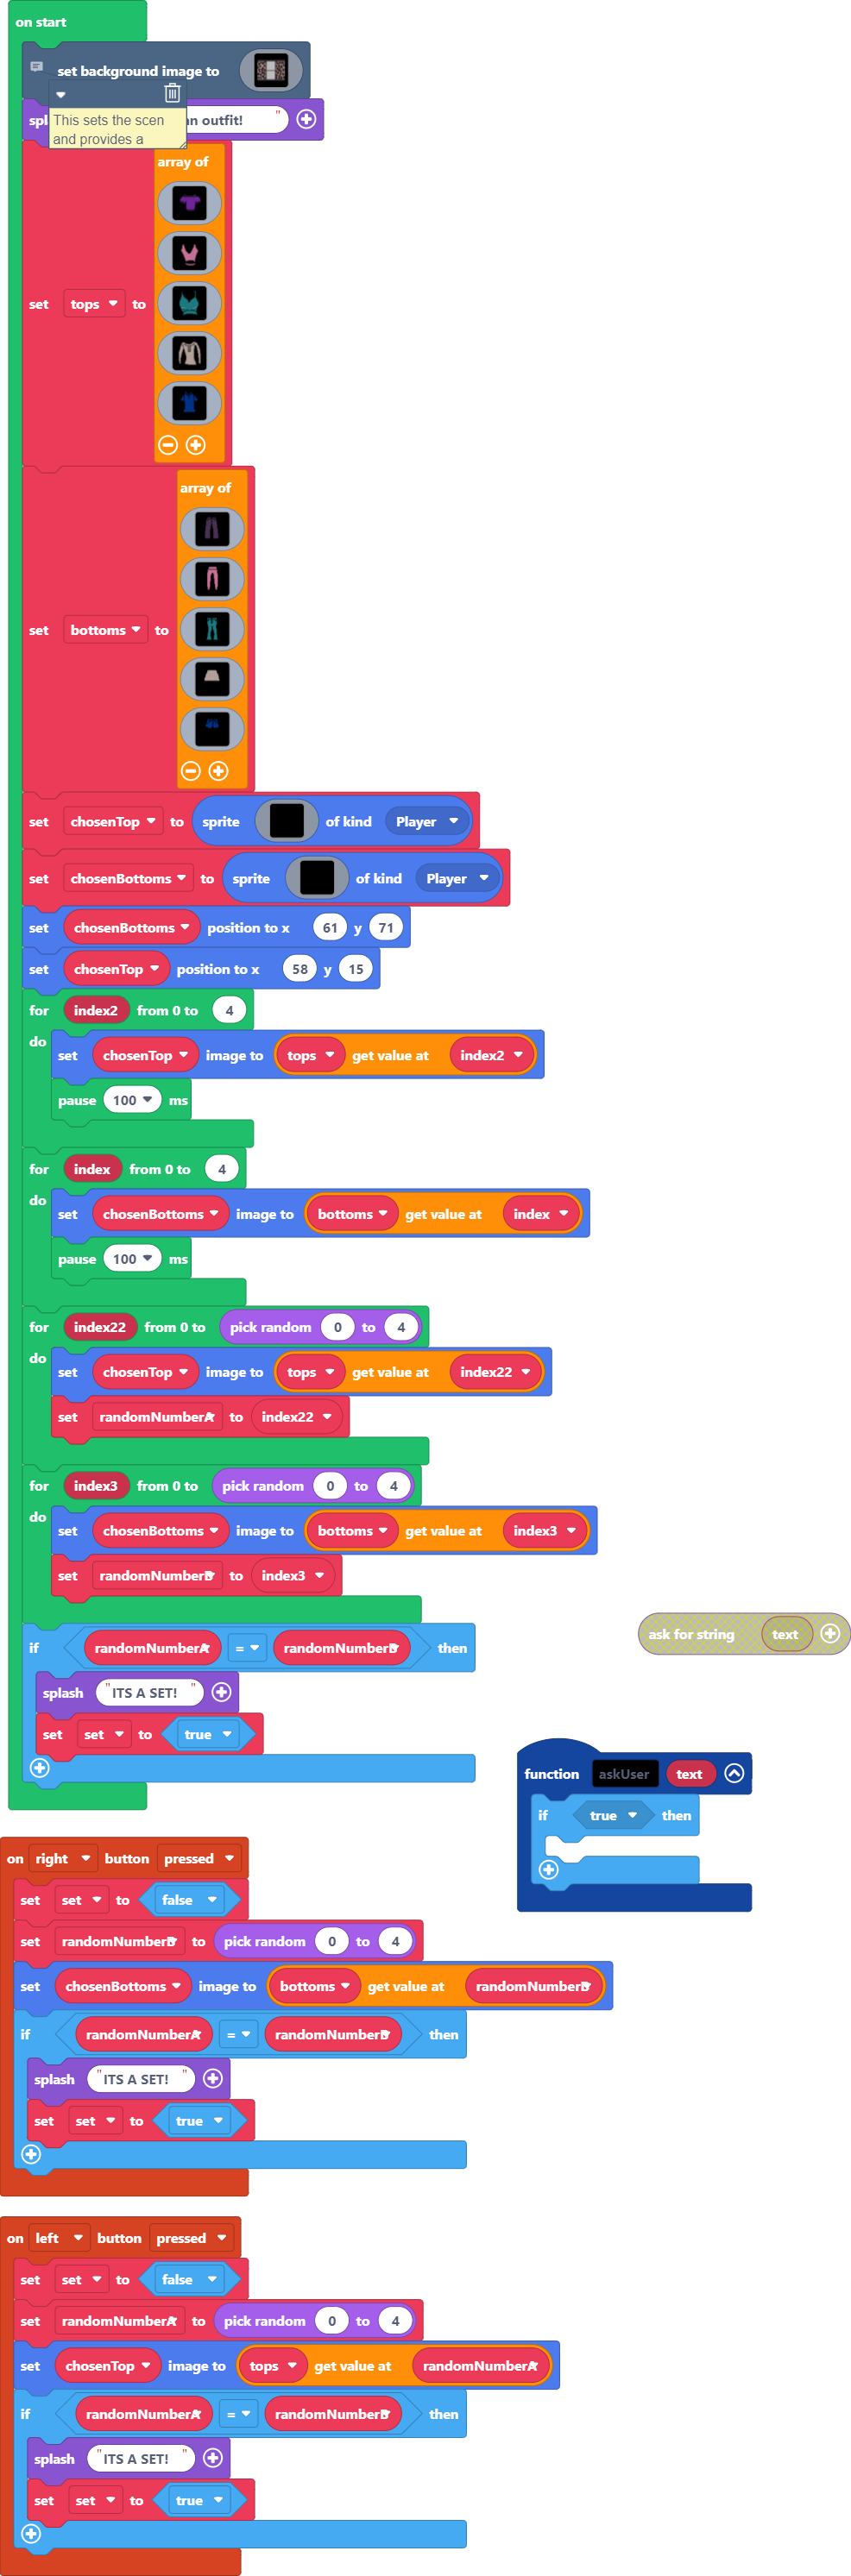 on start
set background image to
spl
an outfit! "
This sets the scen
and provides a
array of
set tops to
array of
set bottoms to
set chosenTop to sprite of kind Player
set chosenBottoms to sprite of kind Player
set chosenBottoms position to x 61 y 71
set chosenTop position to x 58 y 15
for index2 from 0 to 4
do
set chosenTop image to tops get value at index2
pause 100 ms
for index from 0 to 4
do
set chosenBottoms image to bottoms get value at index
pause 100 ms
for index22 from 0 to pick random 0 to 4
do
set chosenTop image to tops get value at index22
set randomNumberA to index22
for index3 from 0 to pick random 0 to 4
do
set chosenBottoms image to bottoms get value at index3
set randomNumberB to index3
if randomNumberA = randomNumberB then
splash "ITS A SET! "
set set to true
ask for string text
function askUser text
if true then
on right button pressed
set set to false
set randomNumberB to pick random 0 to 4
set chosenBottoms image to bottoms get value at randomNumberB
if randomNumberA = randomNumberB then
splash "ITS A SET! "
set set to true
on left button pressed
set set to false
set randomNumberA to pick random 0 to 4
set chosenTop image to tops get value at randomNumberA
if randomNumberA = randomNumberB then
splash "ITS A SET! "
set set to true